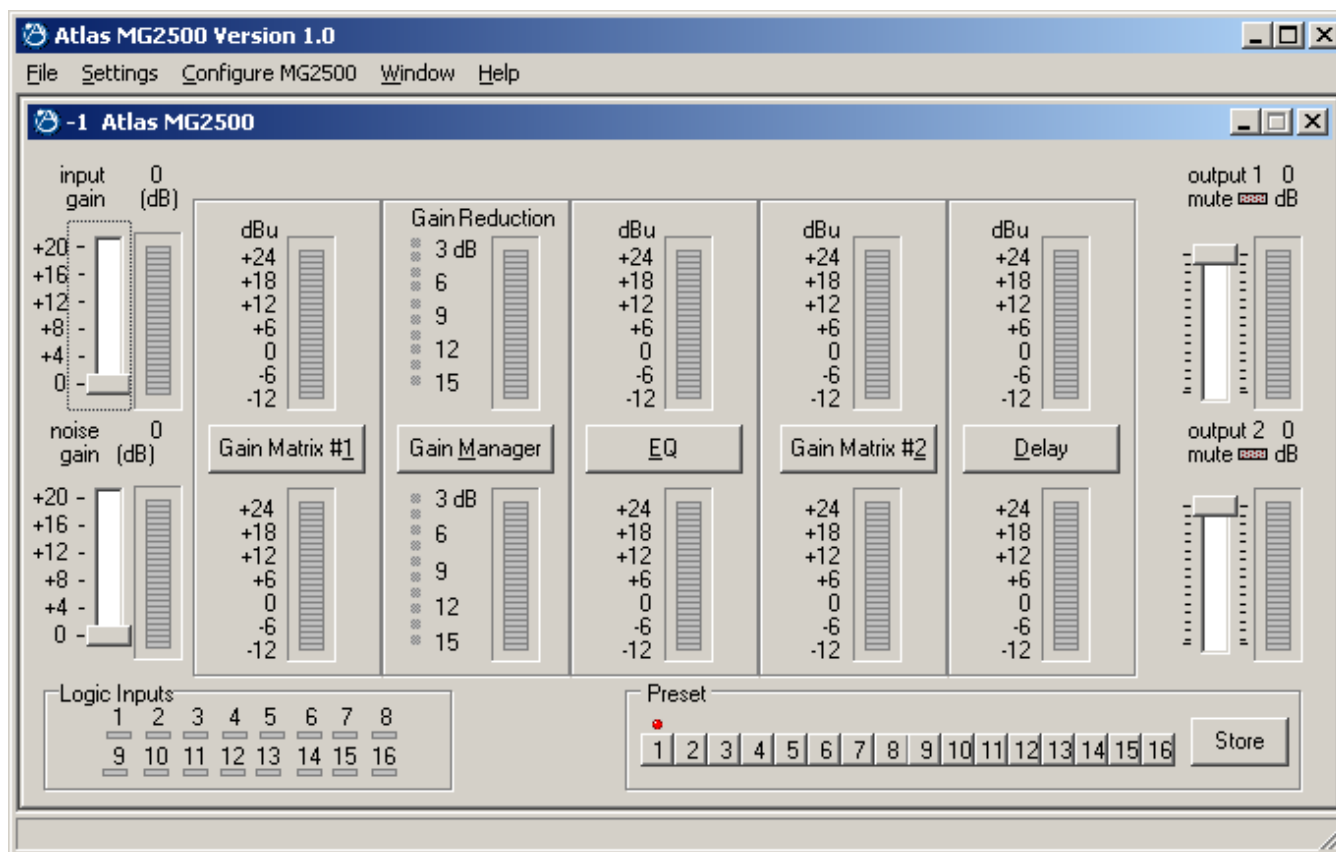 Atlas MG2500 Version 1.0
File Settings Configure MG2500 Window Help
-1 Atlas MG2500
input gain
0 (dB)
+20
+16
+12
+8
+4
0
noise gain
0 (dB)
+20
+16
+12
+8
+4
0
dBu
+24
+18
+12
+6
0
-6
-12
Gain Matrix #1
+24
+18
+12
+6
0
-6
-12
Gain Reduction
3 dB
6
9
12
15
Gain Manager
3 dB
6
9
12
15
dBu
+24
+18
+12
+6
0
-6
-12
EQ
+24
+18
+12
+6
0
-6
-12
dBu
+24
+18
+12
+6
0
-6
-12
Gain Matrix #2
+24
+18
+12
+6
0
-6
-12
dBu
+24
+18
+12
+6
0
-6
-12
Delay
+24
+18
+12
+6
0
-6
-12
output 1 0
mute dB
output 2 0
mute dB
Logic Inputs
1 2 3 4 5 6 7 8
9 10 11 12 13 14 15 16
Preset
1 2 3 4 5 6 7 8 9 10 11 12 13 14 15 16
Store